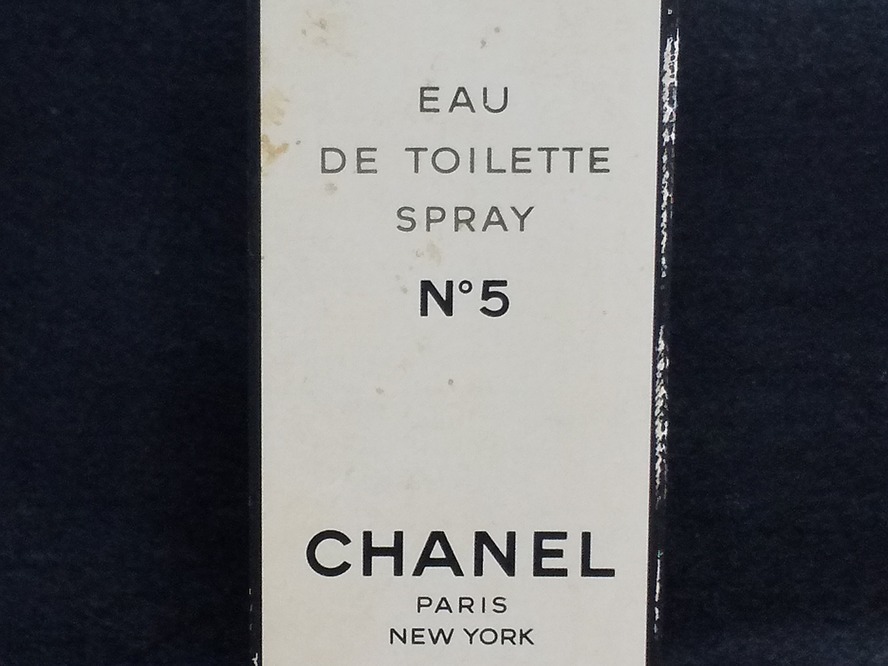 EAU
DE TOILETTE
SPRAY
N°5
CHANEL
PARIS
NEW YORK